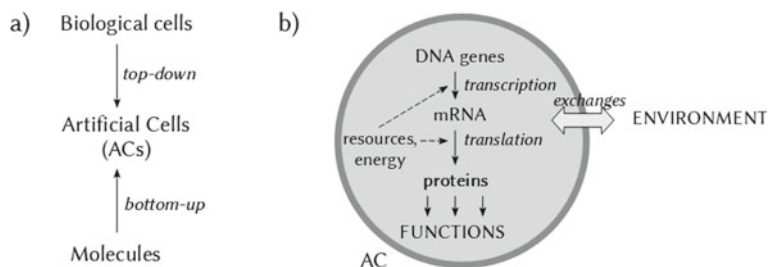 a)
Biological cells
top-down
Artificial Cells
(ACs)
bottom-up
Molecules
b)
DNA genes
transcription
exchanges
ENVIRONMENT
mRNA
resources,
energy
translation
proteins
FUNCTIONS
AC